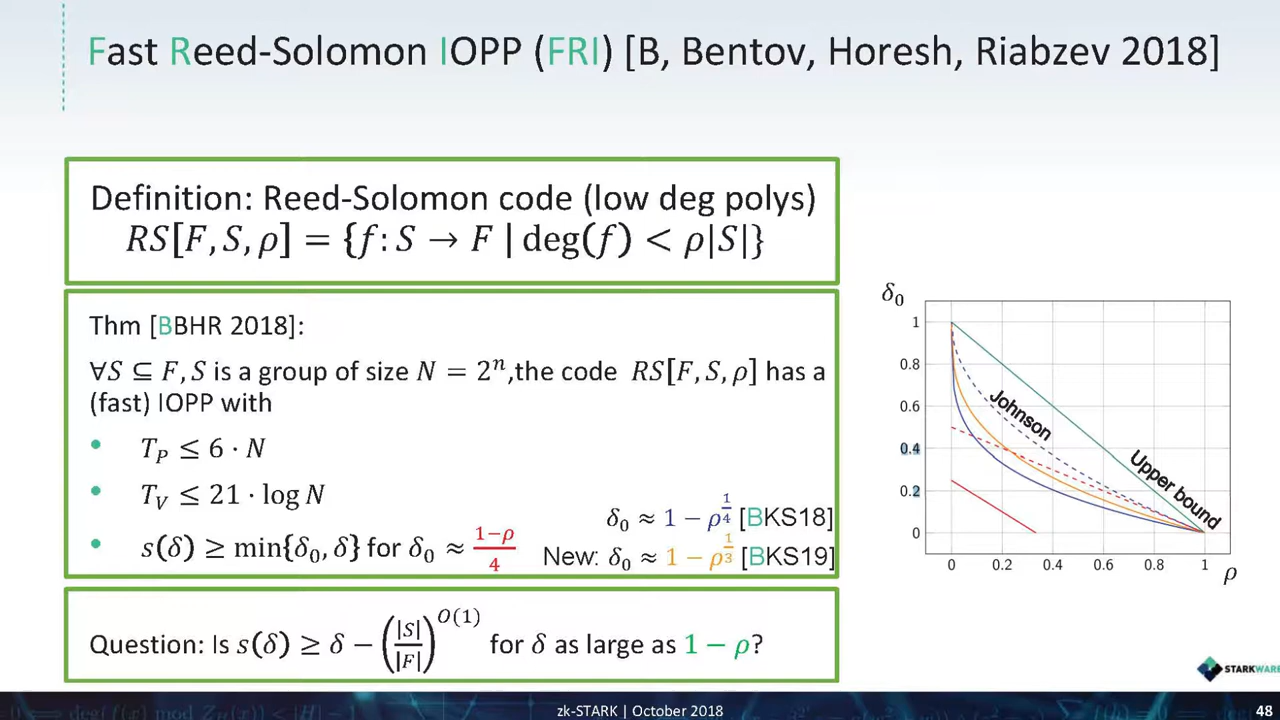 Fast Reed-Solomon IOPP (FRI) [B, Bentov, Horesh, Riabzev 2018]
Definition: Reed-Solomon code (low deg polys)
RS[F, S, ρ] = {f: S → F | deg(f) < ρ|S|}
Thm [BBHR 2018]:
∀S ⊆ F, S is a group of size N = 2ⁿ,the code RS[F, S, ρ] has a
(fast) IOPP with
• T_P ≤ 6 · N
• T_V ≤ 21 · log N
• s(δ) ≥ min{δ₀, δ} for δ₀ ≈ (1−ρ)/4
δ₀ ≈ 1 − ρ^(1/4) [BKS18]
New: δ₀ ≈ 1 − ρ^(1/3) [BKS19]
Question: Is s(δ) ≥ δ − (|S|/|F|)^O(1) for δ as large as 1 − ρ?
δ₀
1
0.8
0.6
0.4
0.2
0
Johnson
Upper bound
0 0.2 0.4 0.6 0.8 1
ρ
STARKWARE
zk-STARK | October 2018
48